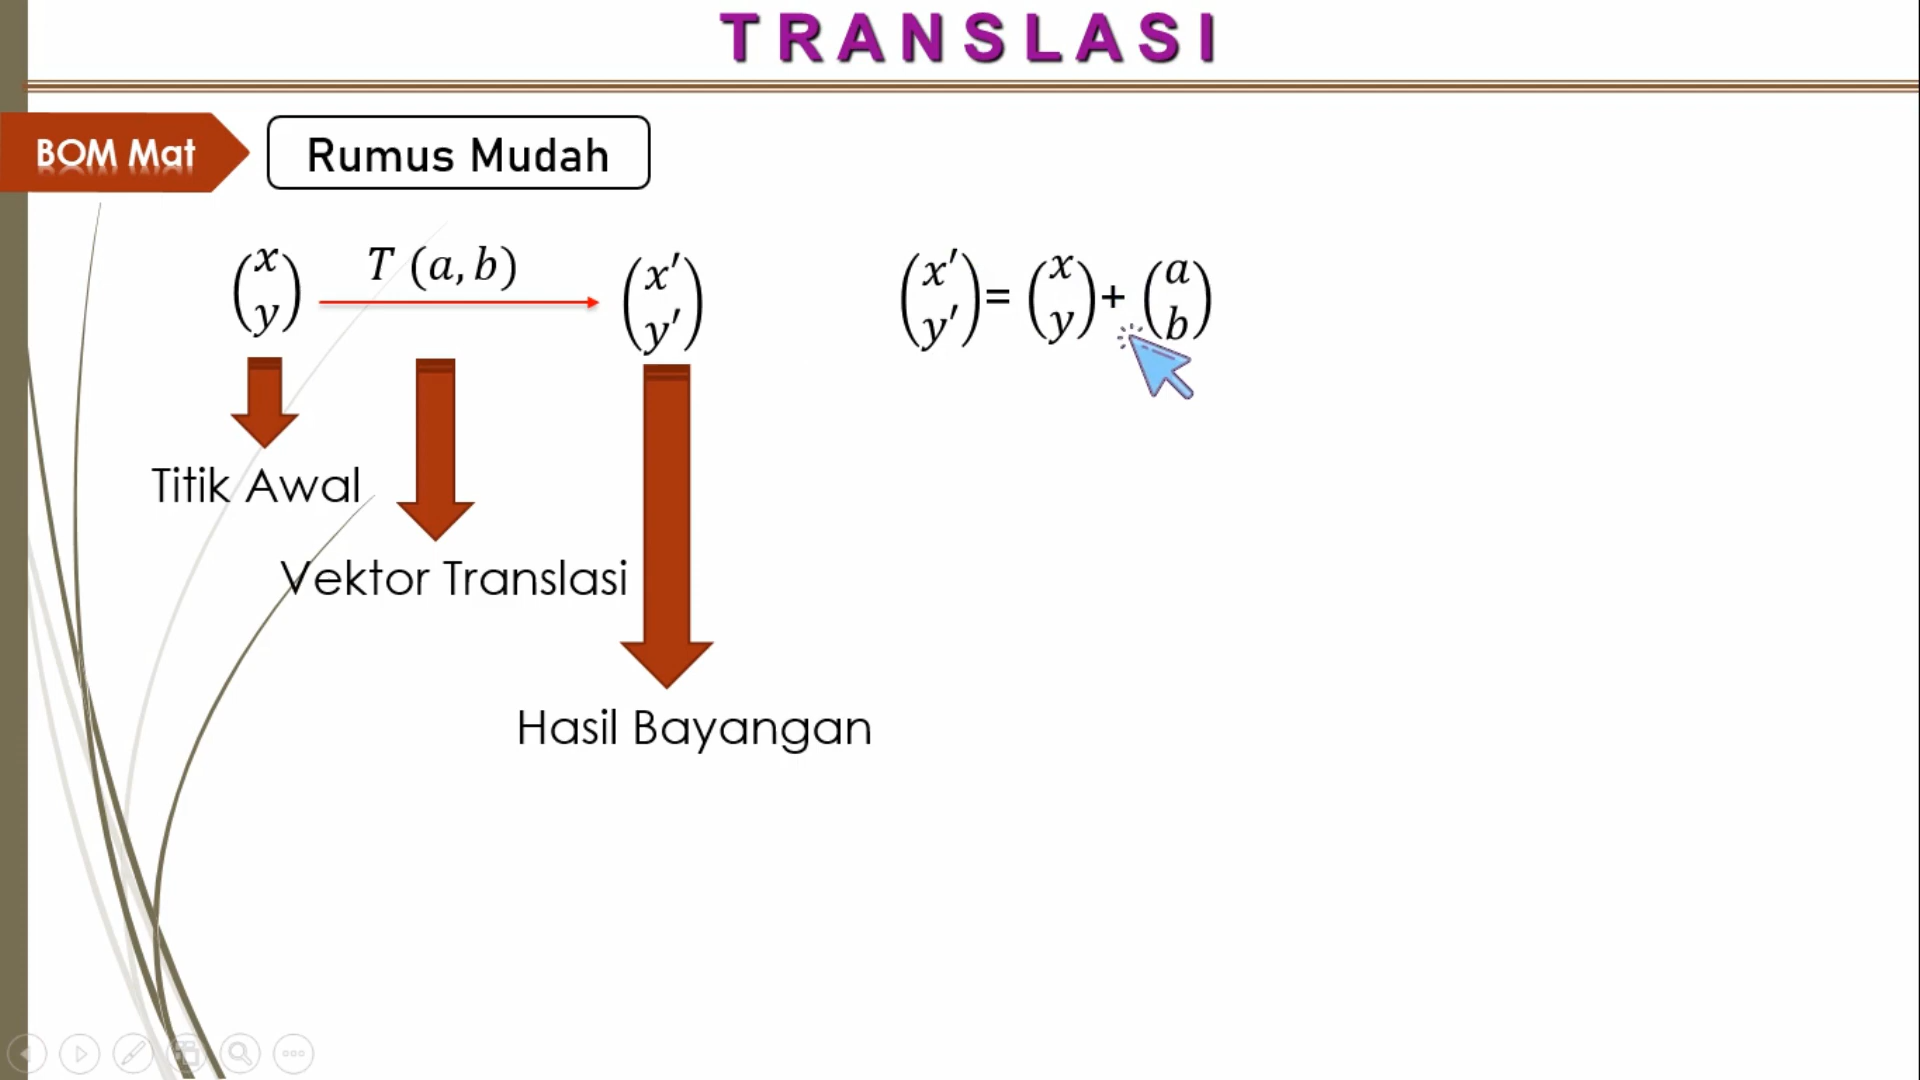 TRANSLASI
BOM Mat
Rumus Mudah
(x y) T (a, b) (x′ y′)
(x′ y′) = (x y) + (a b)
Titik Awal
Vektor Translasi
Hasil Bayangan